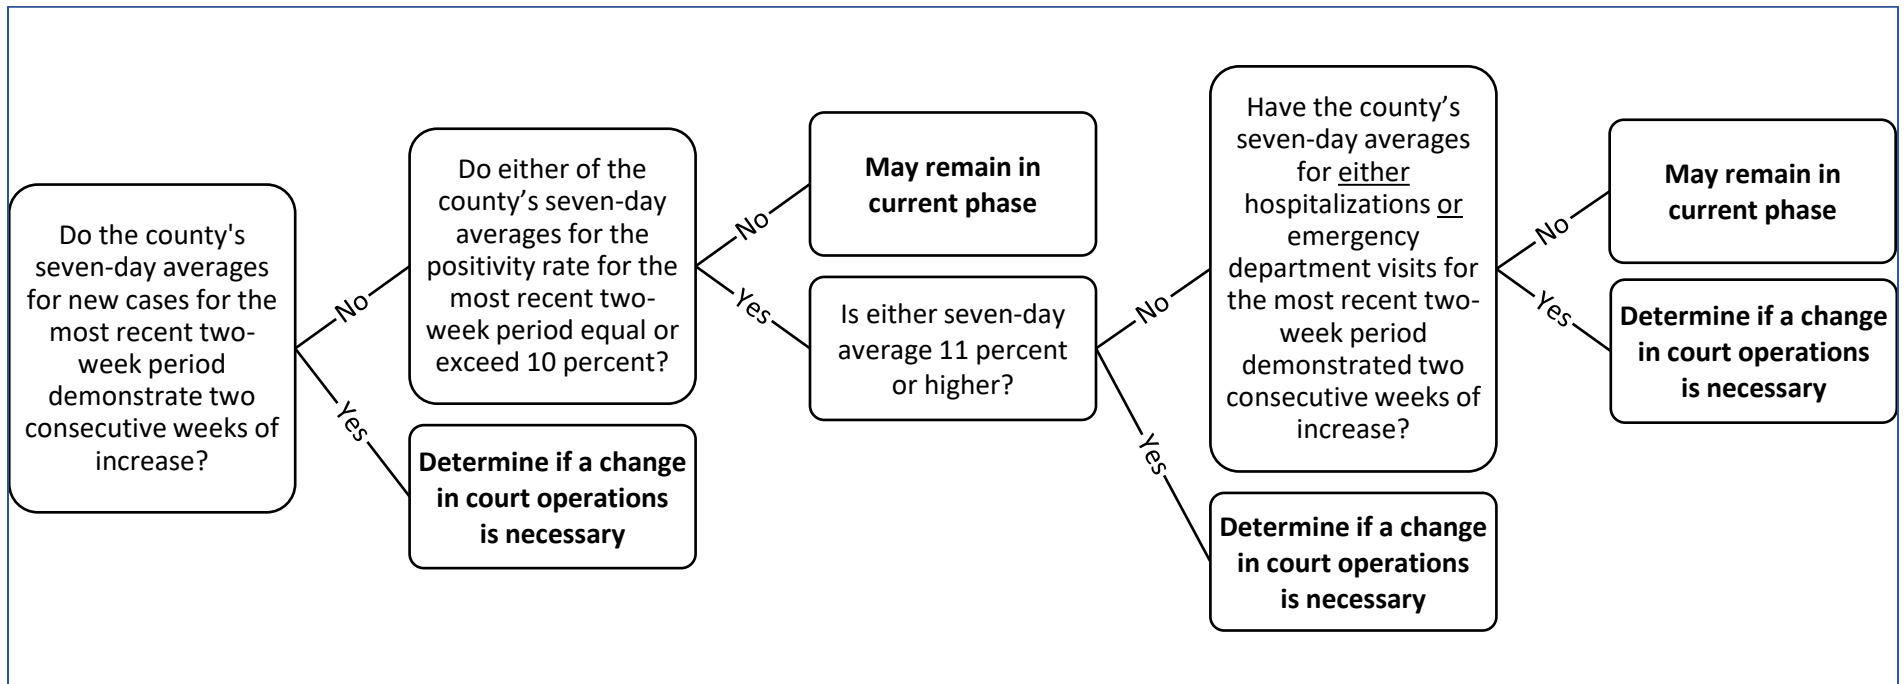 Do the county's
seven-day averages
for new cases for the
most recent two-
week period
demonstrate two
consecutive weeks of
increase?
No
Yes
Do either of the
county’s seven-day
averages for the
positivity rate for the
most recent two-
week period equal or
exceed 10 percent?
Determine if a change
in court operations
is necessary
No
Yes
May remain in
current phase
Is either seven-day
average 11 percent
or higher?
No
Yes
Have the county’s
seven-day averages
for either
hospitalizations or
emergency
department visits for
the most recent two-
week period
demonstrated two
consecutive weeks of
increase?
Determine if a change
in court operations
is necessary
No
Yes
May remain in
current phase
Determine if a change
in court operations
is necessary